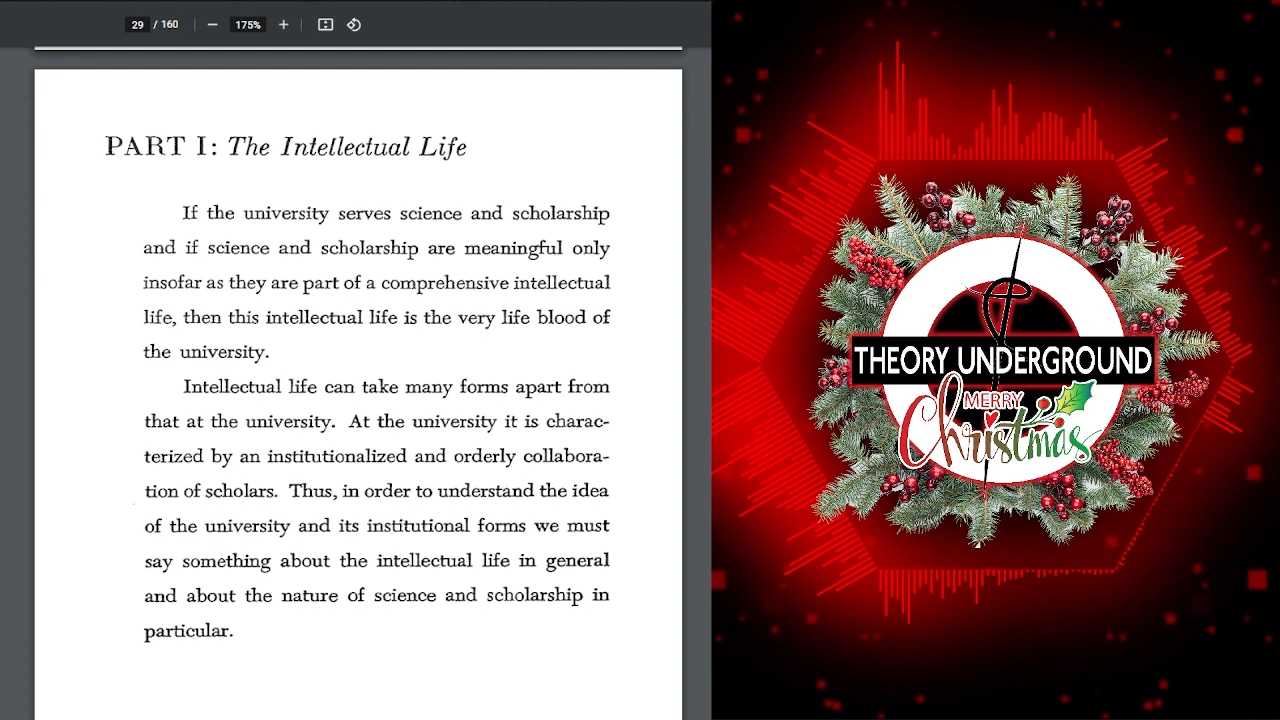 29 / 160 — 175% +
PART I: The Intellectual Life
If the university serves science and scholarship
and if science and scholarship are meaningful only
insofar as they are part of a comprehensive intellectual
life, then this intellectual life is the very life blood of
the university.
Intellectual life can take many forms apart from
that at the university. At the university it is charac-
terized by an institutionalized and orderly collabora-
tion of scholars. Thus, in order to understand the idea
of the university and its institutional forms we must
say something about the intellectual life in general
and about the nature of science and scholarship in
particular.
THEORY UNDERGROUND
MERRY
Christmas